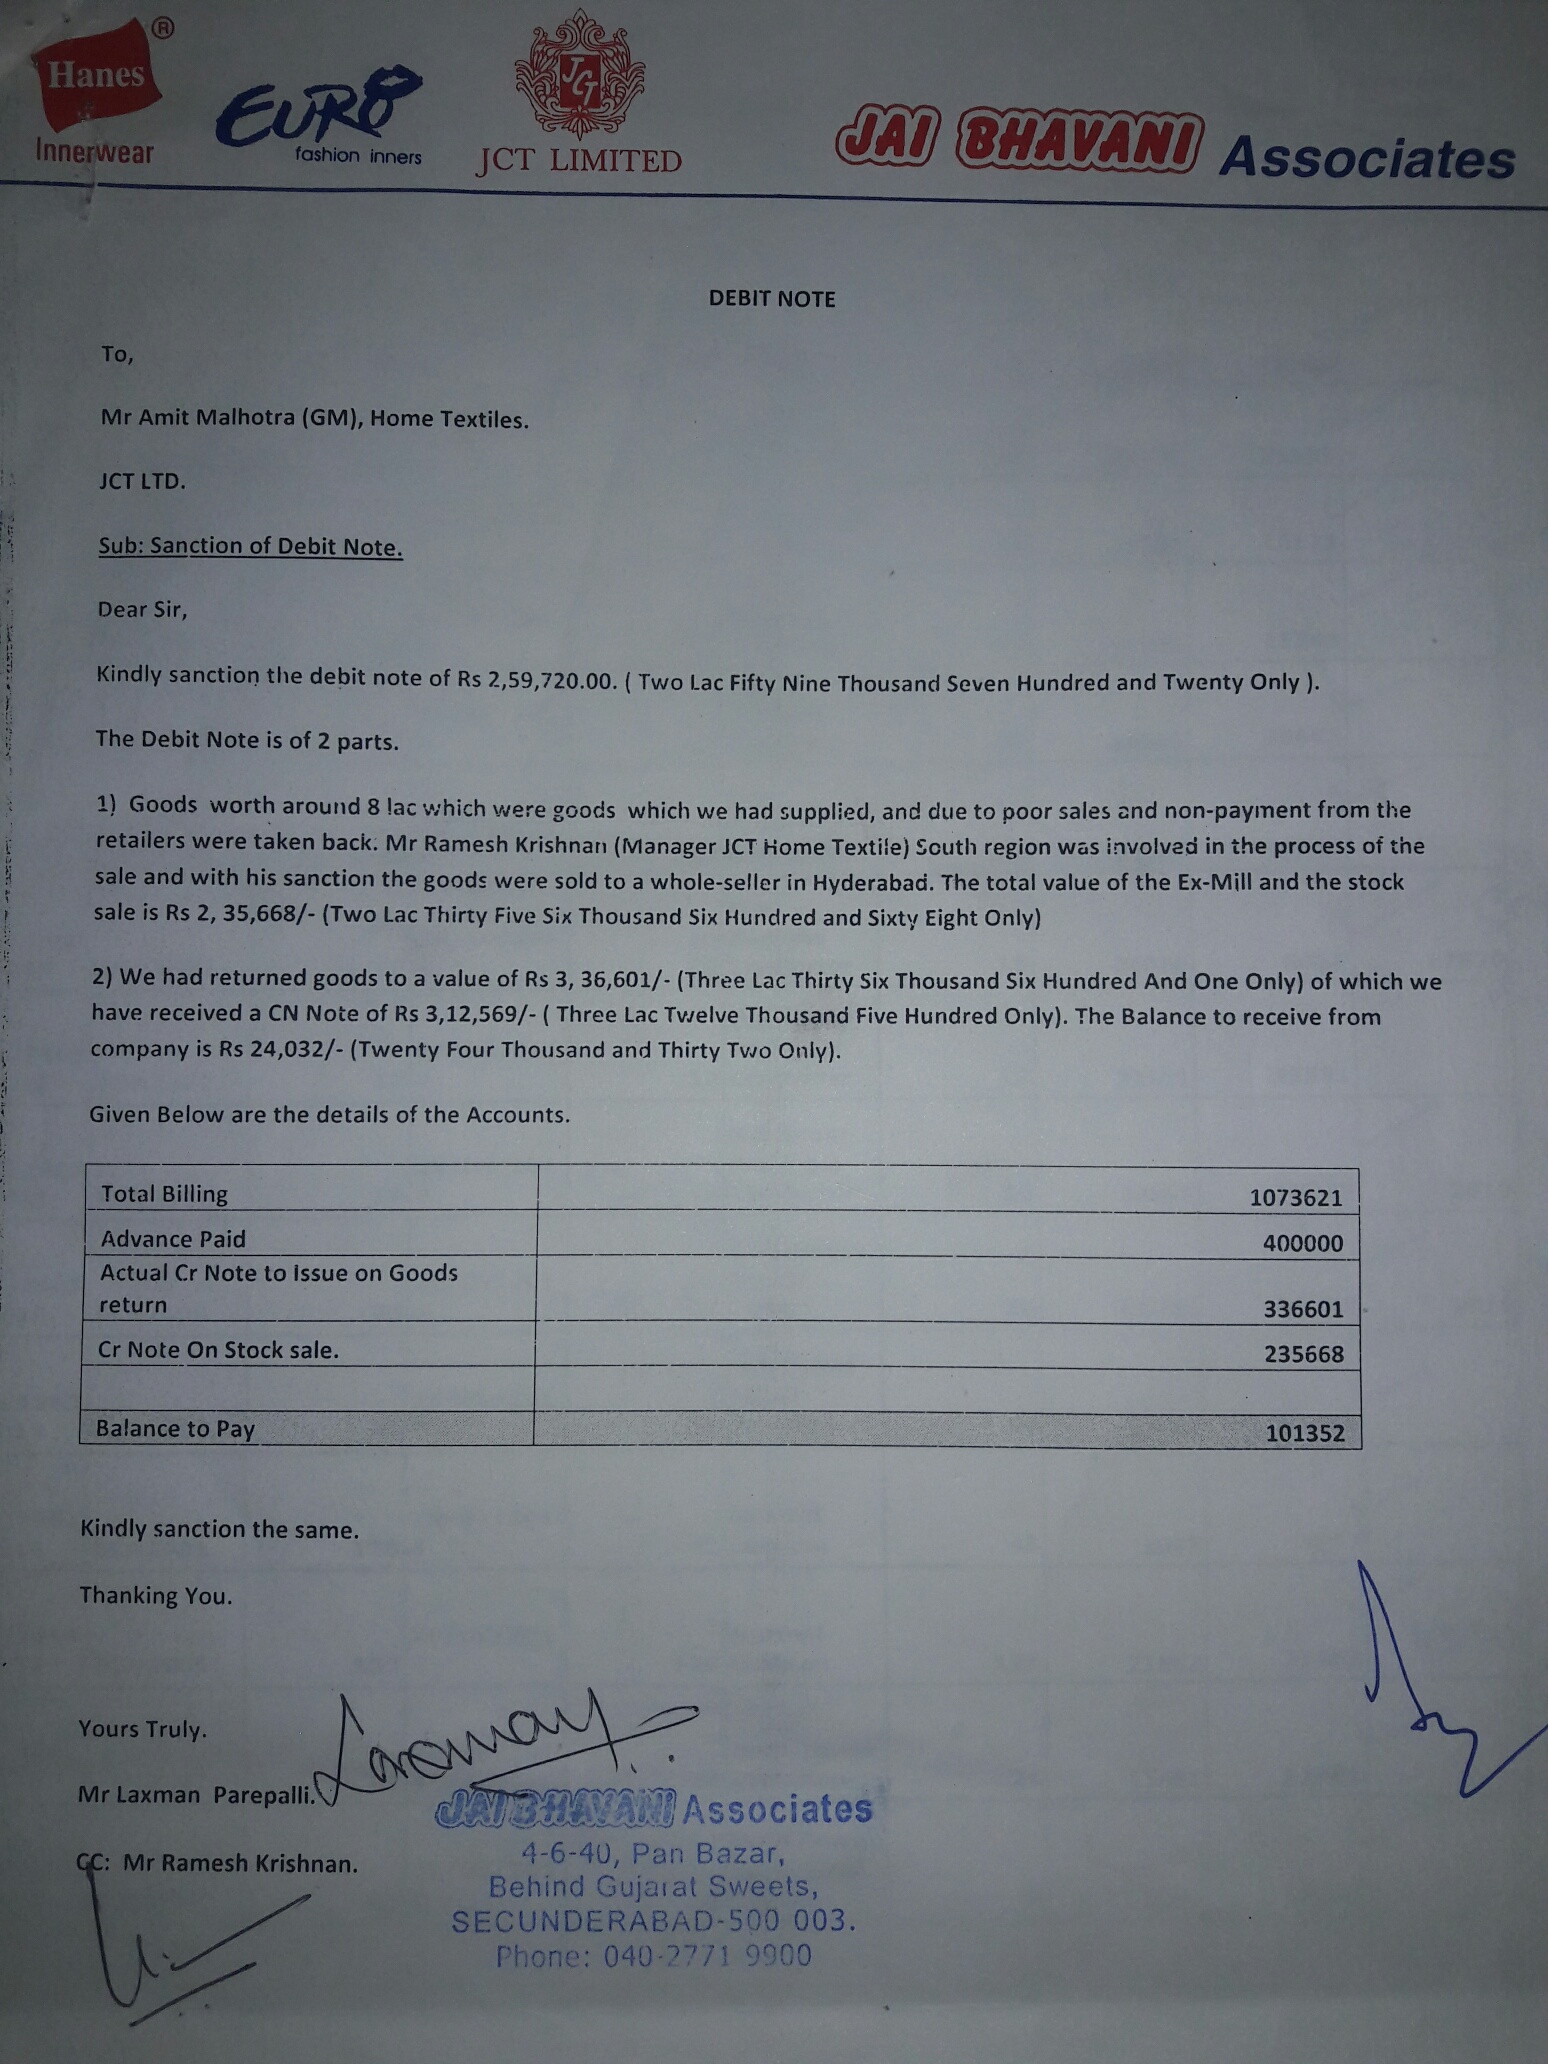 Hanes
®
Innerwear
EURO
fashion inners
JCT
JCT LIMITED
JAI BHAVANI Associates
DEBIT NOTE
To,
Mr Amit Malhotra (GM), Home Textiles.
JCT LTD.
Sub: Sanction of Debit Note.
Dear Sir,
Kindly sanction the debit note of Rs 2,59,720.00. ( Two Lac Fifty Nine Thousand Seven Hundred and Twenty Only ).
The Debit Note is of 2 parts.
1) Goods worth around 8 lac which were goods which we had supplied, and due to poor sales and non-payment from the
retailers were taken back. Mr Ramesh Krishnan (Manager JCT Home Textile) South region was involved in the process of the
sale and with his sanction the goods were sold to a whole-seller in Hyderabad. The total value of the Ex-Mill and the stock
sale is Rs 2, 35,668/- (Two Lac Thirty Five Six Thousand Six Hundred and Sixty Eight Only)
2) We had returned goods to a value of Rs 3, 36,601/- (Three Lac Thirty Six Thousand Six Hundred And One Only) of which we
have received a CN Note of Rs 3,12,569/- ( Three Lac Twelve Thousand Five Hundred Only). The Balance to receive from
company is Rs 24,032/- (Twenty Four Thousand and Thirty Two Only).
Given Below are the details of the Accounts.
Total Billing 1073621
Advance Paid 400000
Actual Cr Note to Issue on Goods
return 336601
Cr Note On Stock sale. 235668
Balance to Pay 101352
Kindly sanction the same.
Thanking You.
Yours Truly.
Laxman
Mr Laxman Parepalli.
JAI BHAVANI Associates
4-6-40, Pan Bazar,
Behind Gujarat Sweets,
SECUNDERABAD-500 003.
Phone: 040-2771 9900
CC: Mr Ramesh Krishnan.